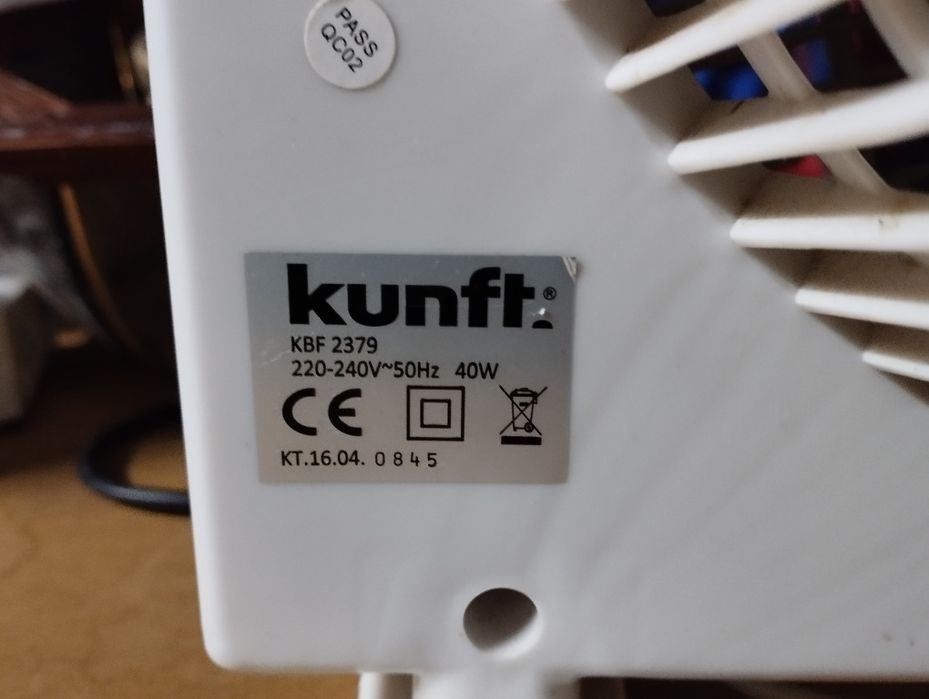 PASS
QC02
kunft:®
KBF 2379
220-240V~50Hz 40W
CE
KT.16.04. 0845